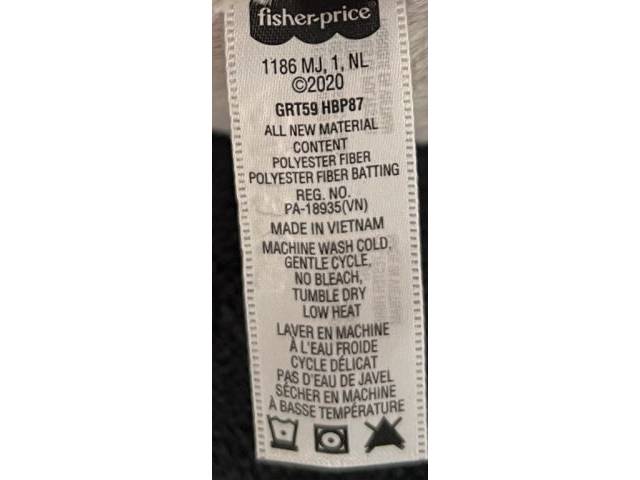 fisher-price
1186 MJ, 1, NL
©2020
GRT59 HBP87
ALL NEW MATERIAL
CONTENT
POLYESTER FIBER
POLYESTER FIBER BATTING
REG. NO.
PA-18935(VN)
MADE IN VIETNAM
MACHINE WASH COLD,
GENTLE CYCLE,
NO BLEACH,
TUMBLE DRY
LOW HEAT
LAVER EN MACHINE
À L'EAU FROIDE
CYCLE DÉLICAT
PAS D'EAU DE JAVEL
SÉCHER EN MACHINE
À BASSE TEMPÉRATURE